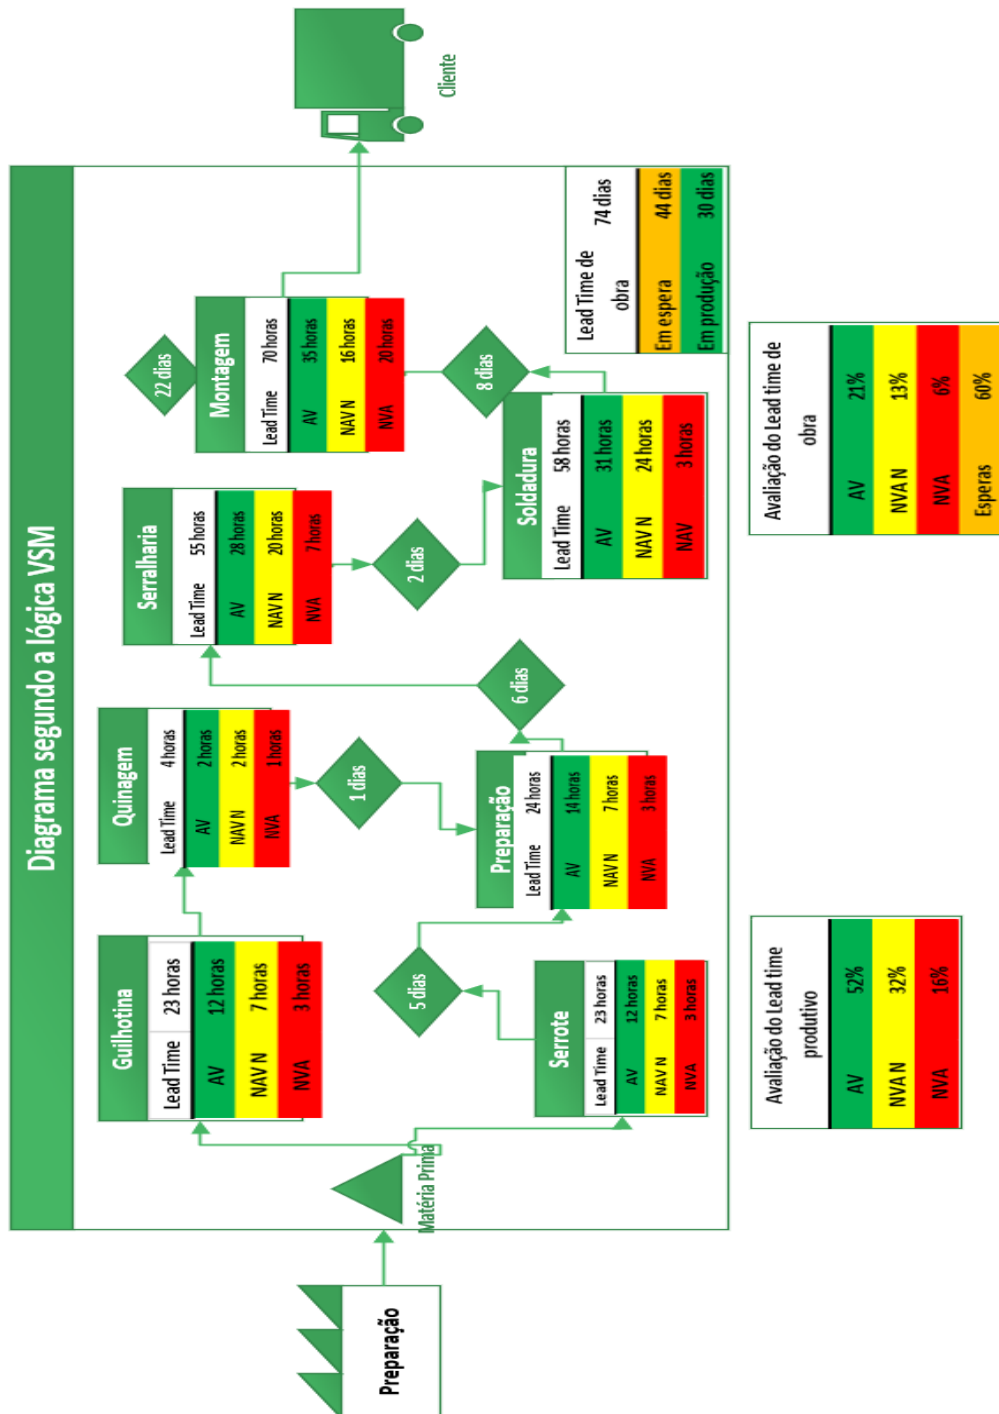 Diagrama segundo a lógica VSM
Preparação
Matéria Prima
Guilhotina
Lead Time 23 horas
AV 12 horas
NAV N 7 horas
NVA 3 horas
Quinagem
Lead Time 4 horas
AV 2 horas
NAV N 2 horas
NVA 1 horas
Serrote
Lead Time 23 horas
AV 12 horas
NAV N 7 horas
NVA 3 horas
5 dias
1 dias
Preparação
Lead Time 24 horas
AV 14 horas
NAV N 7 horas
NVA 3 horas
6 dias
Serralharia
Lead Time 55 horas
AV 28 horas
NAV N 20 horas
NVA 7 horas
2 dias
Soldadura
Lead Time 58 horas
AV 31 horas
NAV N 24 horas
NAV 3 horas
8 dias
22 dias
Montagem
Lead Time 70 horas
AV 35 horas
NAV N 16 horas
NVA 20 horas
Cliente
Lead Time de
obra 74 dias
Em espera 44 dias
Em produção 30 dias
Avaliação do Lead time
produtivo
AV 52%
NVA N 32%
NVA 16%
Avaliação do Lead time de
obra
AV 21%
NVA N 13%
NVA 6%
Esperas 60%